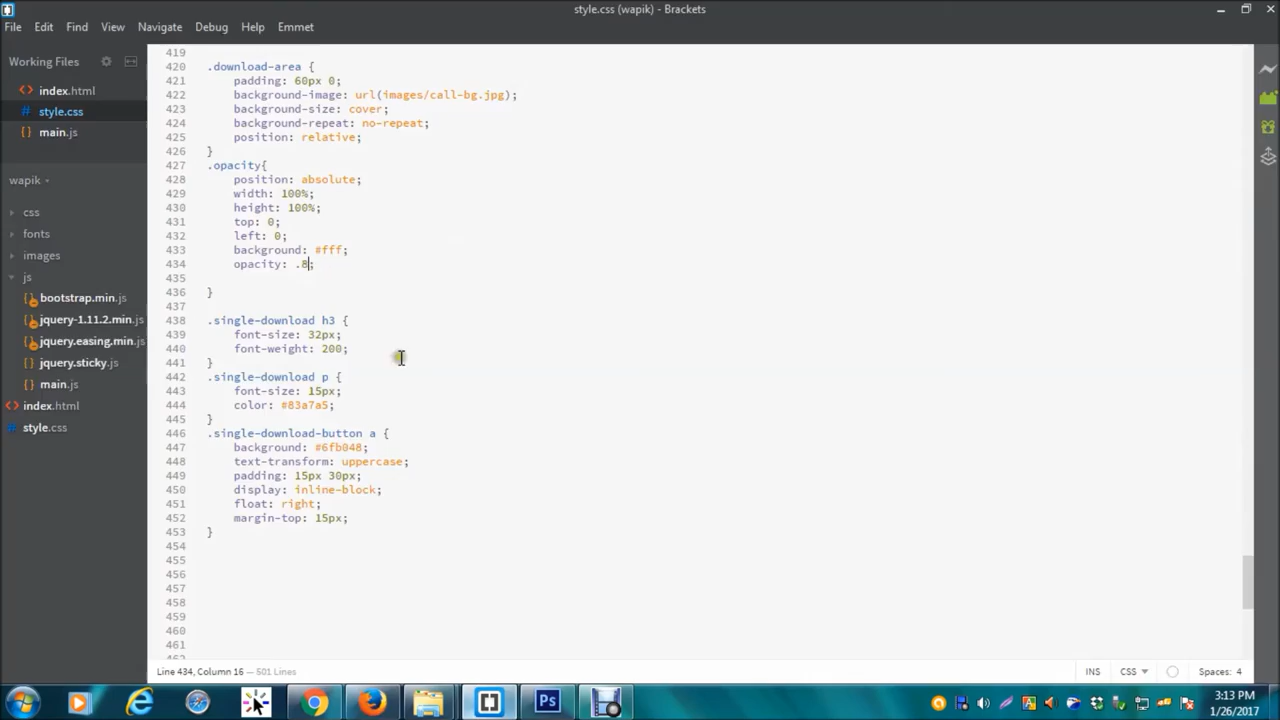 style.css (wapik) - Brackets
File Edit Find View Navigate Debug Help Emmet
Working Files
index.html
# style.css
main.js
wapik
css
fonts
images
js
bootstrap.min.js
jquery-1.11.2.min.js
jquery.easing.min.js
jquery.sticky.js
main.js
index.html
# style.css
419
420 .download-area {
421 padding: 60px 0;
422 background-image: url(images/call-bg.jpg);
423 background-size: cover;
424 background-repeat: no-repeat;
425 position: relative;
426 }
427 .opacity{
428 position: absolute;
429 width: 100%;
430 height: 100%;
431 top: 0;
432 left: 0;
433 background: #fff;
434 opacity: .8;
435
436 }
437
438 .single-download h3 {
439 font-size: 32px;
440 font-weight: 200;
441 }
442 .single-download p {
443 font-size: 15px;
444 color: #83a7a5;
445 }
446 .single-download-button a {
447 background: #6fb048;
448 text-transform: uppercase;
449 padding: 15px 30px;
450 display: inline-block;
451 float: right;
452 margin-top: 15px;
453 }
454
455
456
457
458
459
460
461
462
Line 434, Column 16 — 501 Lines
INS CSS Spaces: 4
Ps
3:13 PM
1/26/2017